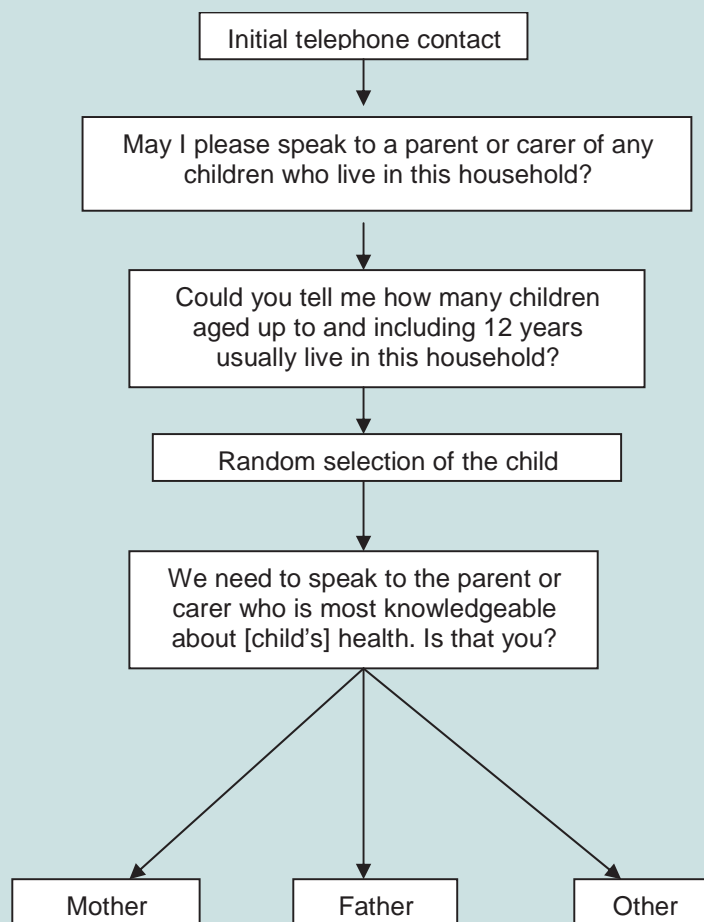 Initial telephone contact
May I please speak to a parent or carer of any
children who live in this household?
Could you tell me how many children
aged up to and including 12 years
usually live in this household?
Random selection of the child
We need to speak to the parent or
carer who is most knowledgeable
about [child's] health. Is that you?
Mother
Father
Other